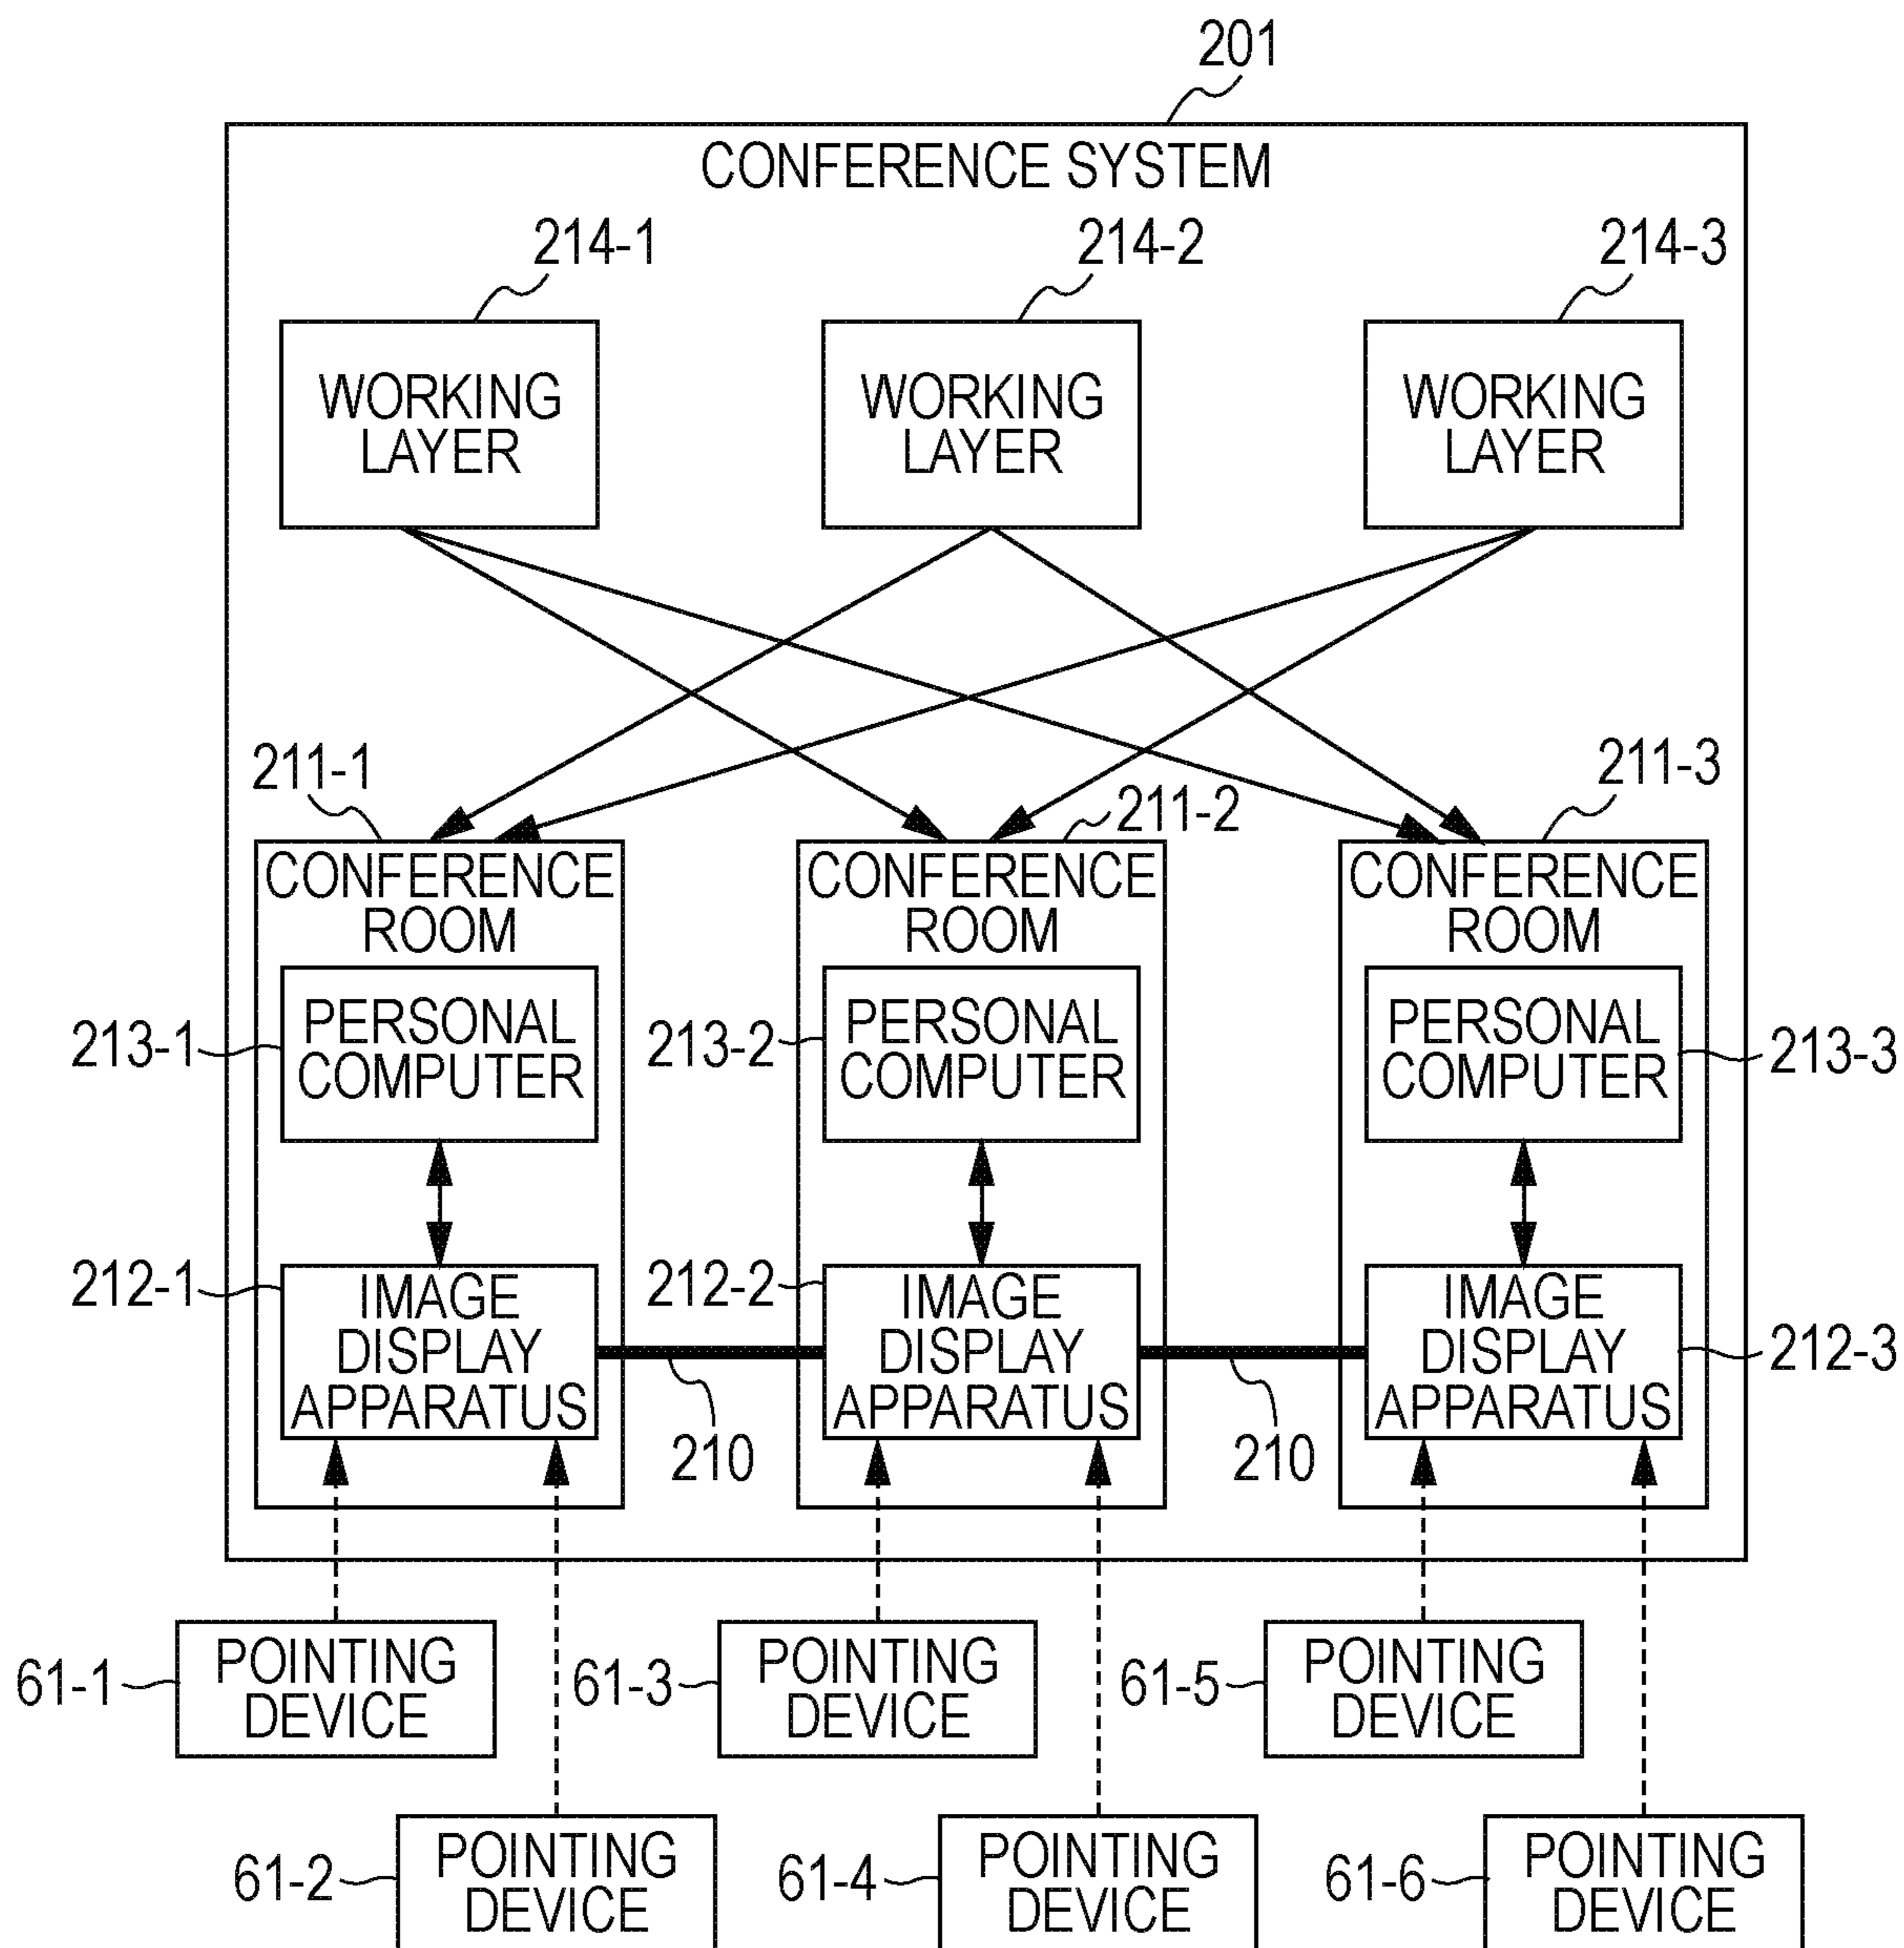 201
CONFERENCE SYSTEM
214-1
214-2
214-3
WORKING
LAYER
WORKING
LAYER
WORKING
LAYER
211-1
211-2
211-3
CONFERENCE
ROOM
CONFERENCE
ROOM
CONFERENCE
ROOM
213-1
PERSONAL
COMPUTER
213-2
PERSONAL
COMPUTER
PERSONAL
COMPUTER
213-3
212-1
IMAGE
DISPLAY
APPARATUS
212-2
IMAGE
DISPLAY
APPARATUS
IMAGE
DISPLAY
APPARATUS
212-3
210
210
61-1
POINTING
DEVICE
61-3
POINTING
DEVICE
61-5
POINTING
DEVICE
61-2
POINTING
DEVICE
61-4
POINTING
DEVICE
61-6
POINTING
DEVICE